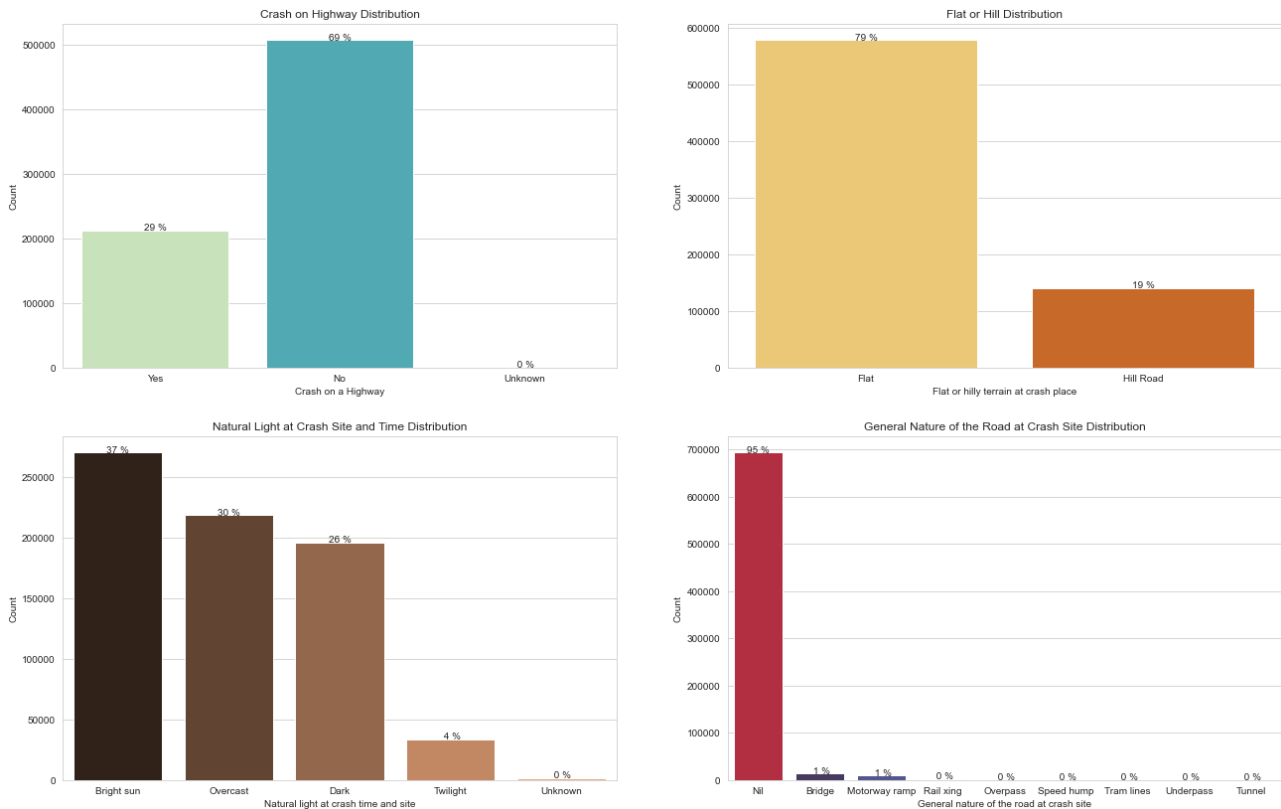 Crash on Highway Distribution
500000
400000
300000
200000
100000
0
Count
69 %
29 %
0 %
Yes No Unknown
Crash on a Highway
Flat or Hill Distribution
600000
500000
400000
300000
200000
100000
0
Count
79 %
19 %
Flat Hill Road
Flat or hilly terrain at crash place
Natural Light at Crash Site and Time Distribution
250000
200000
150000
100000
50000
0
Count
37 %
30 %
26 %
4 %
0 %
Bright sun Overcast Dark Twilight Unknown
Natural light at crash time and site
General Nature of the Road at Crash Site Distribution
700000
600000
500000
400000
300000
200000
100000
0
Count
95 %
1 % 1 % 0 % 0 % 0 % 0 % 0 % 0 %
Nil Bridge Motorway ramp Rail xing Overpass Speed hump Tram lines Underpass Tunnel
General nature of the road at crash site